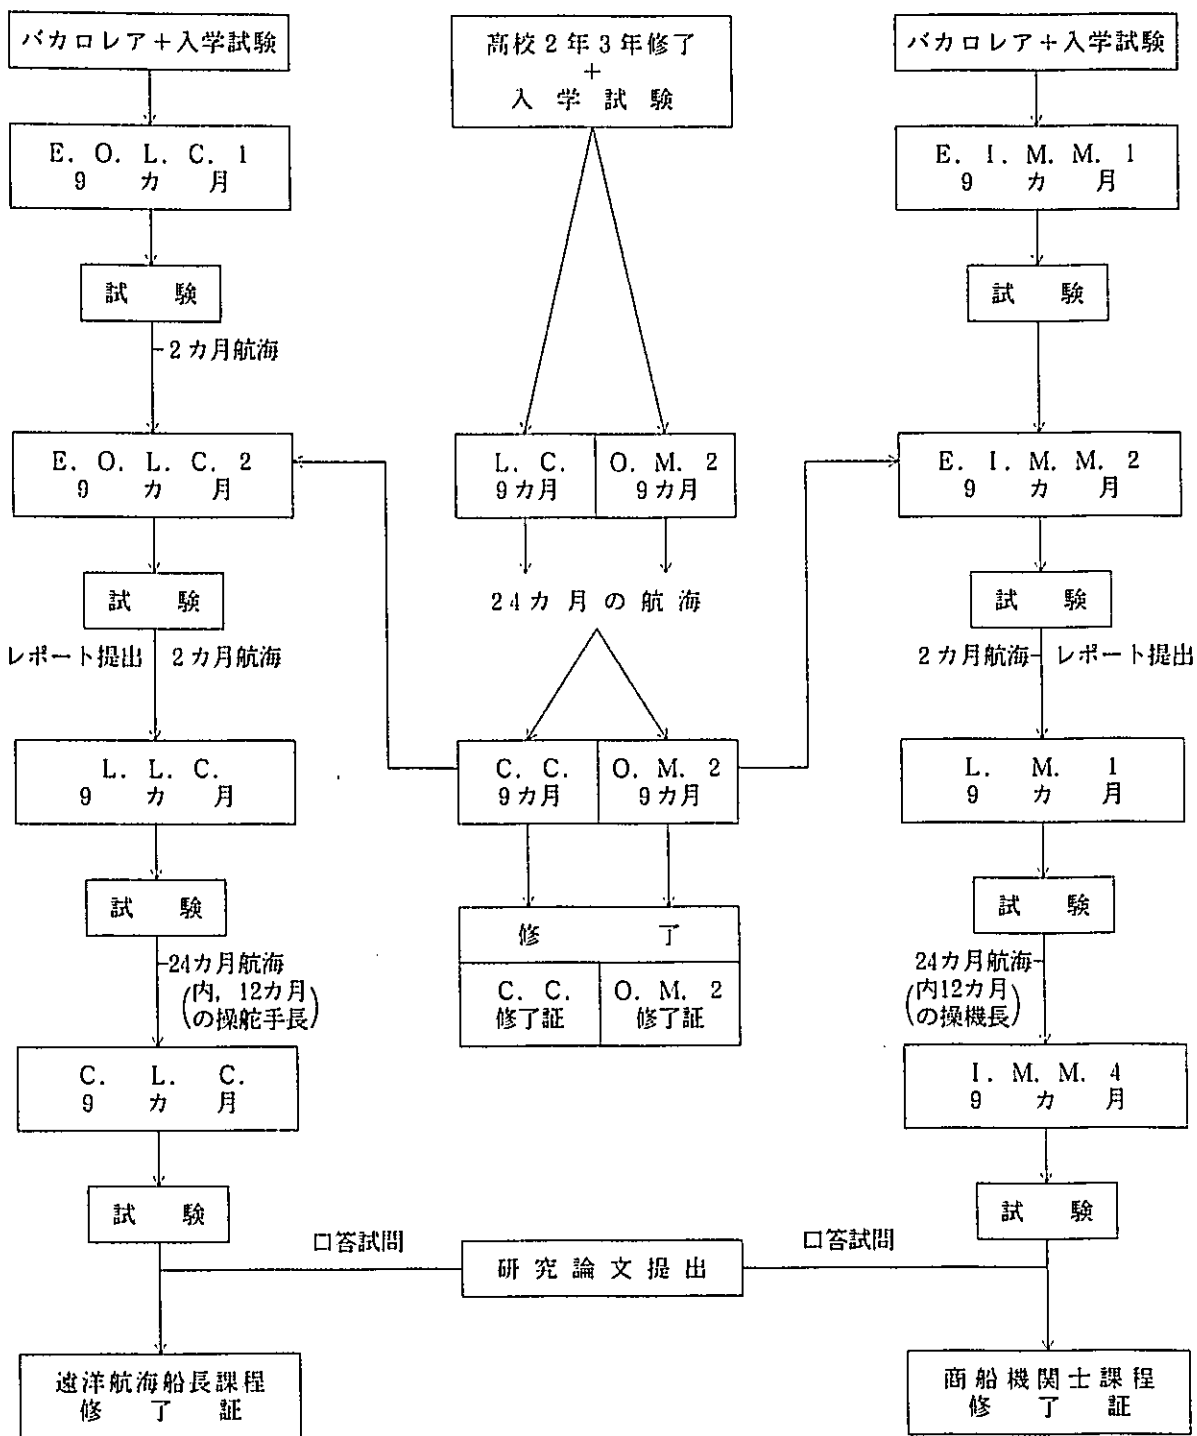 バカロレア+入学試験
高校2年3年修了
+
入学試験
バカロレア+入学試験
E. O. L. C. 1
9カ月
E. I. M. M. 1
9カ月
試験
試験
2カ月航海
E. O. L. C. 2
9カ月
L. C.
9カ月
O. M. 2
9カ月
E. I. M. M. 2
9カ月
試験
24カ月の航海
試験
レポート提出
2カ月航海
2カ月航海
レポート提出
L. L. C.
9カ月
C. C.
9カ月
O. M. 2
9カ月
L. M. 1
9カ月
試験
試験
修了
24カ月航海
(内, 12カ月
の操舵手長)
C. C.
修了証
O. M. 2
修了証
24カ月航海
(内12カ月
の操機長)
C. L. C.
9カ月
I. M. M. 4
9カ月
試験
試験
口答試問
研究論文提出
口答試問
遠洋航海船長課程
修了証
商船機関士課程
修了証